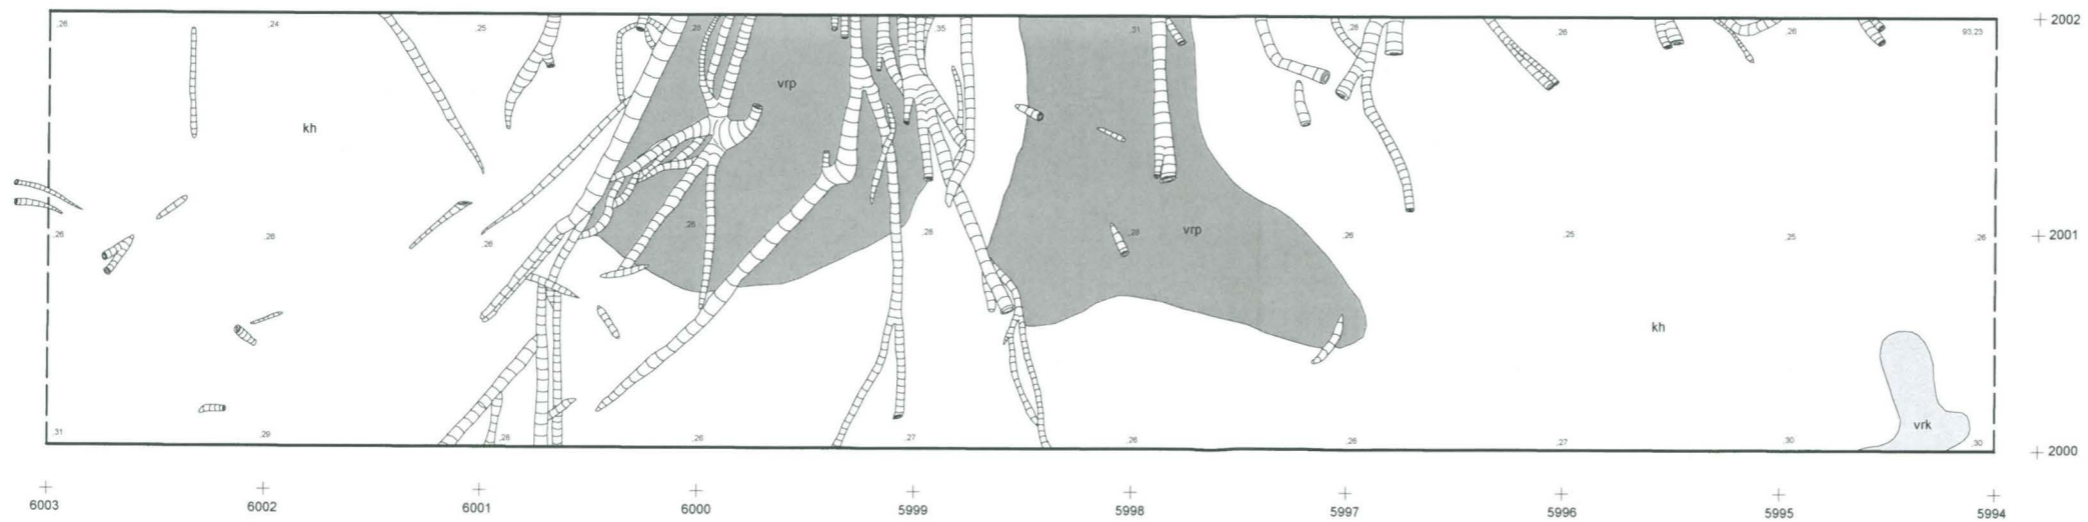 .26 .24 .25 .28 .35 .31 .26 .26 .26 93.23
2002
vrp
kh
.26 .26 .26 .28 .28 .28 vrp .26 .25 .25 .26
2001
kh
vrk
.31 .29 .28 .26 .27 .26 .26 .27 .30 .30
2000
6003 6002 6001 6000 5999 5998 5997 5996 5995 5994